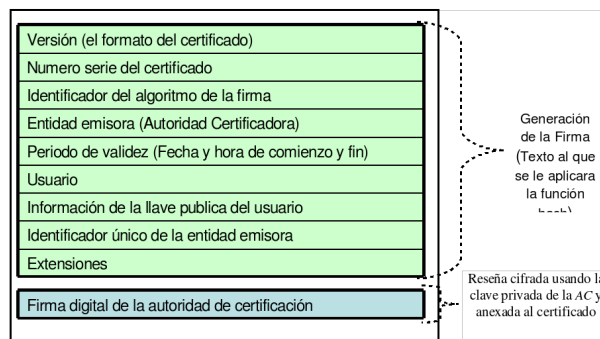 Versión (el formato del certificado)
Numero serie del certificado
Identificador del algoritmo de la firma
Entidad emisora (Autoridad Certificadora)
Periodo de validez (Fecha y hora de comienzo y fin)
Usuario
Información de la llave publica del usuario
Identificador único de la entidad emisora
Extensiones
Firma digital de la autoridad de certificación
Generación
de la Firma
(Texto al que
se le aplicara
la función
Reseña cifrada usando
clave privada de la AC y
anexada al certificado